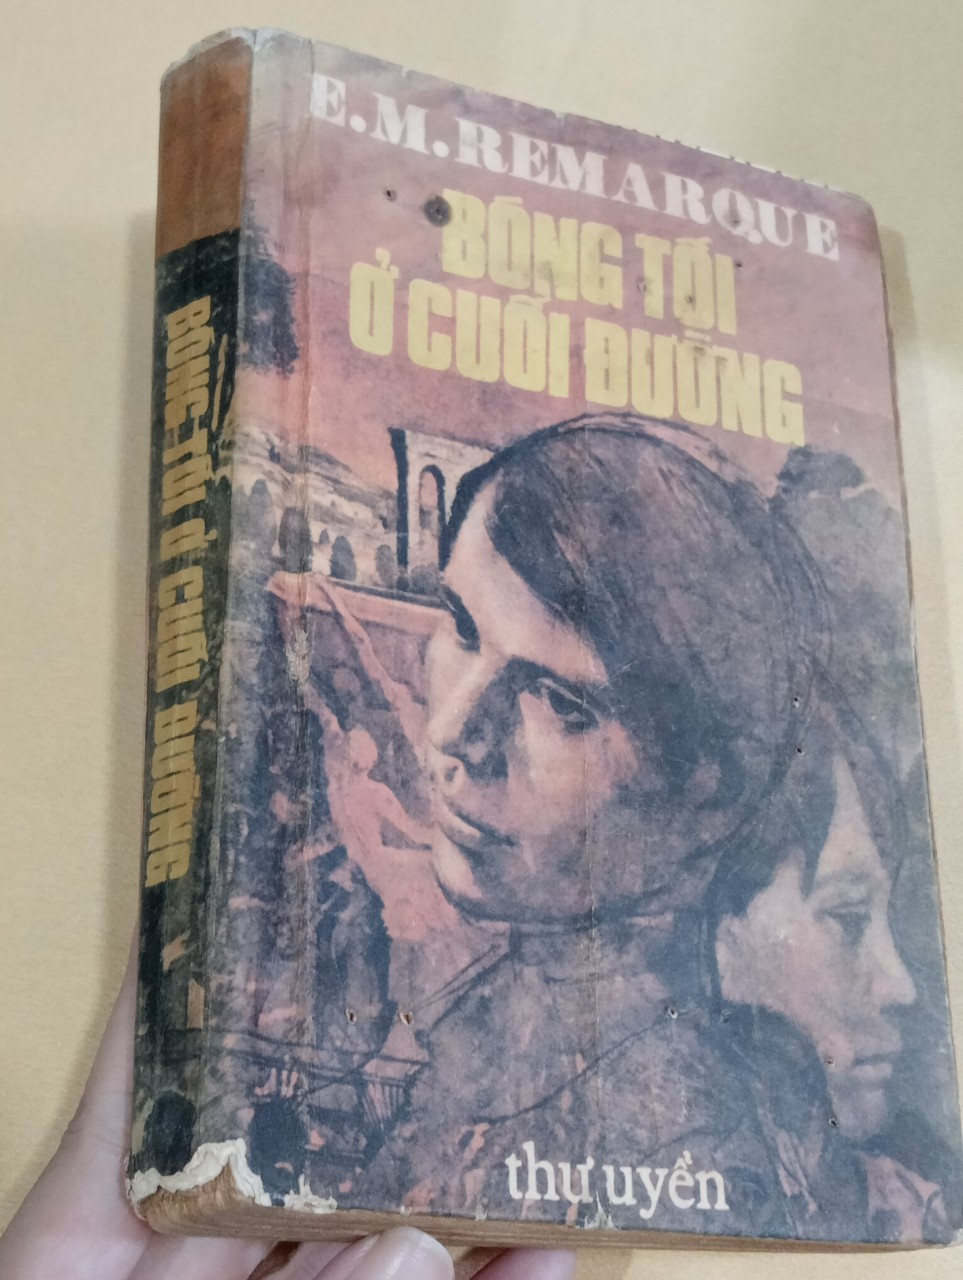 E.M.REMARQUE
BÓNG TỐI
Ở CUỐI ĐƯỜNG
thư uyển
BÓNG TỐI Ở CUỐI ĐƯỜNG